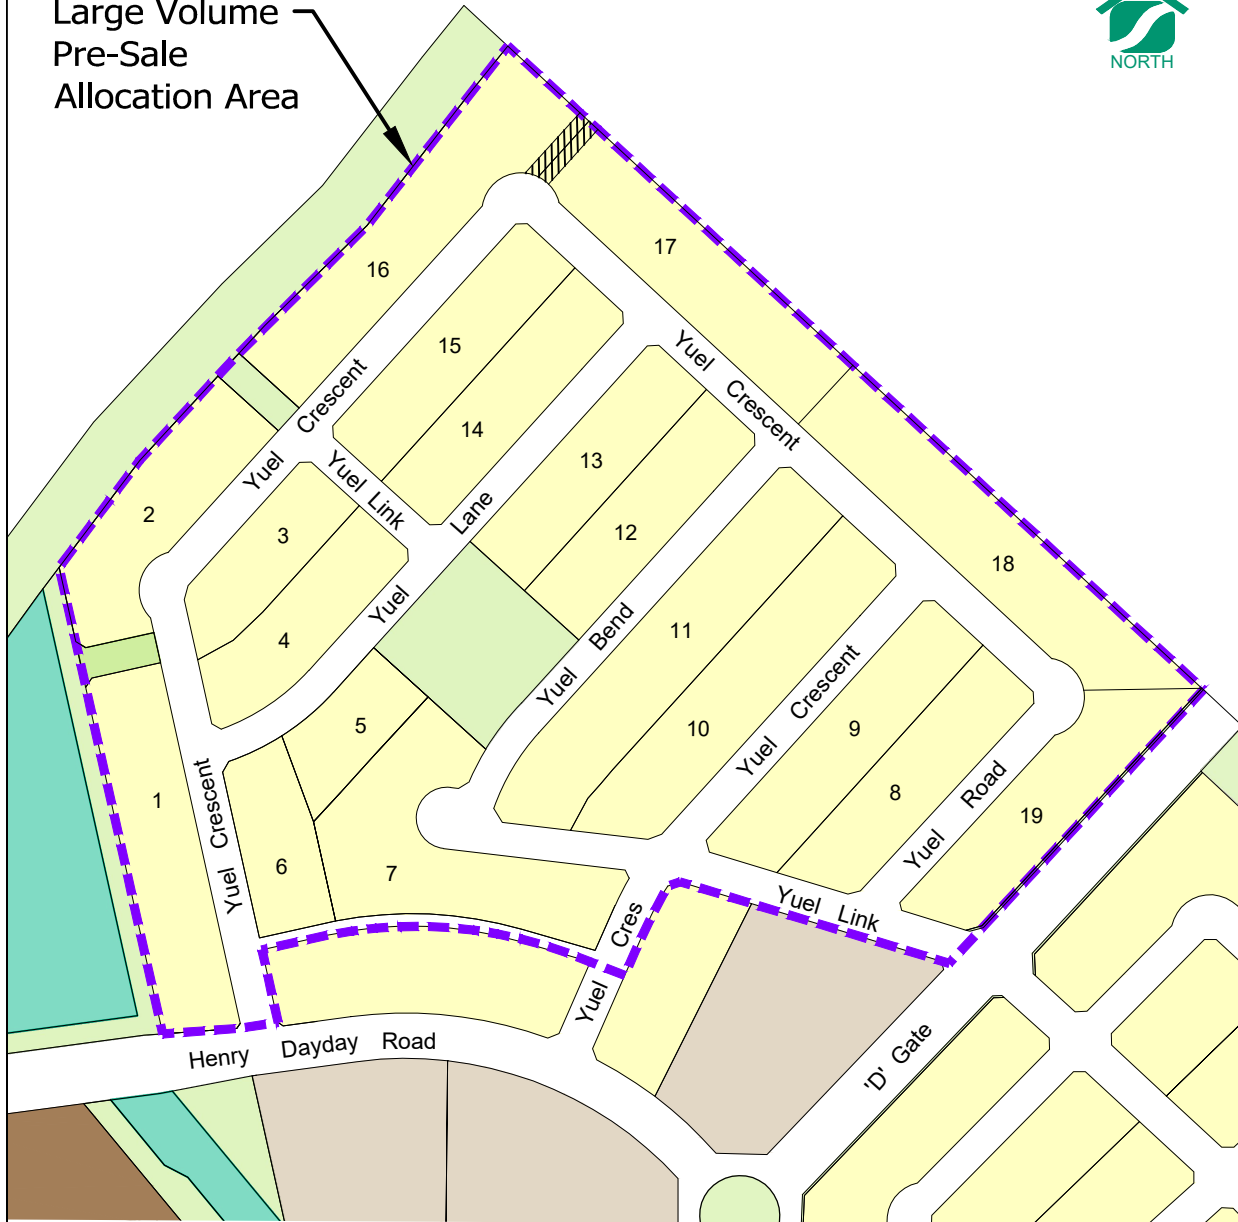 Large Volume
Pre-Sale
Allocation Area
NORTH
17
16
15
Yuel Crescent
Yuel Crescent
14
13
Yuel Link
Yuel Lane
2
3
12
18
4
11
Yuel Bend
5
10
Yuel Crescent
9
8
Yuel Road
19
1
Yuel Crescent
6
7
Yuel Link
Yuel Cres
Henry Dayday Road
'D' Gate